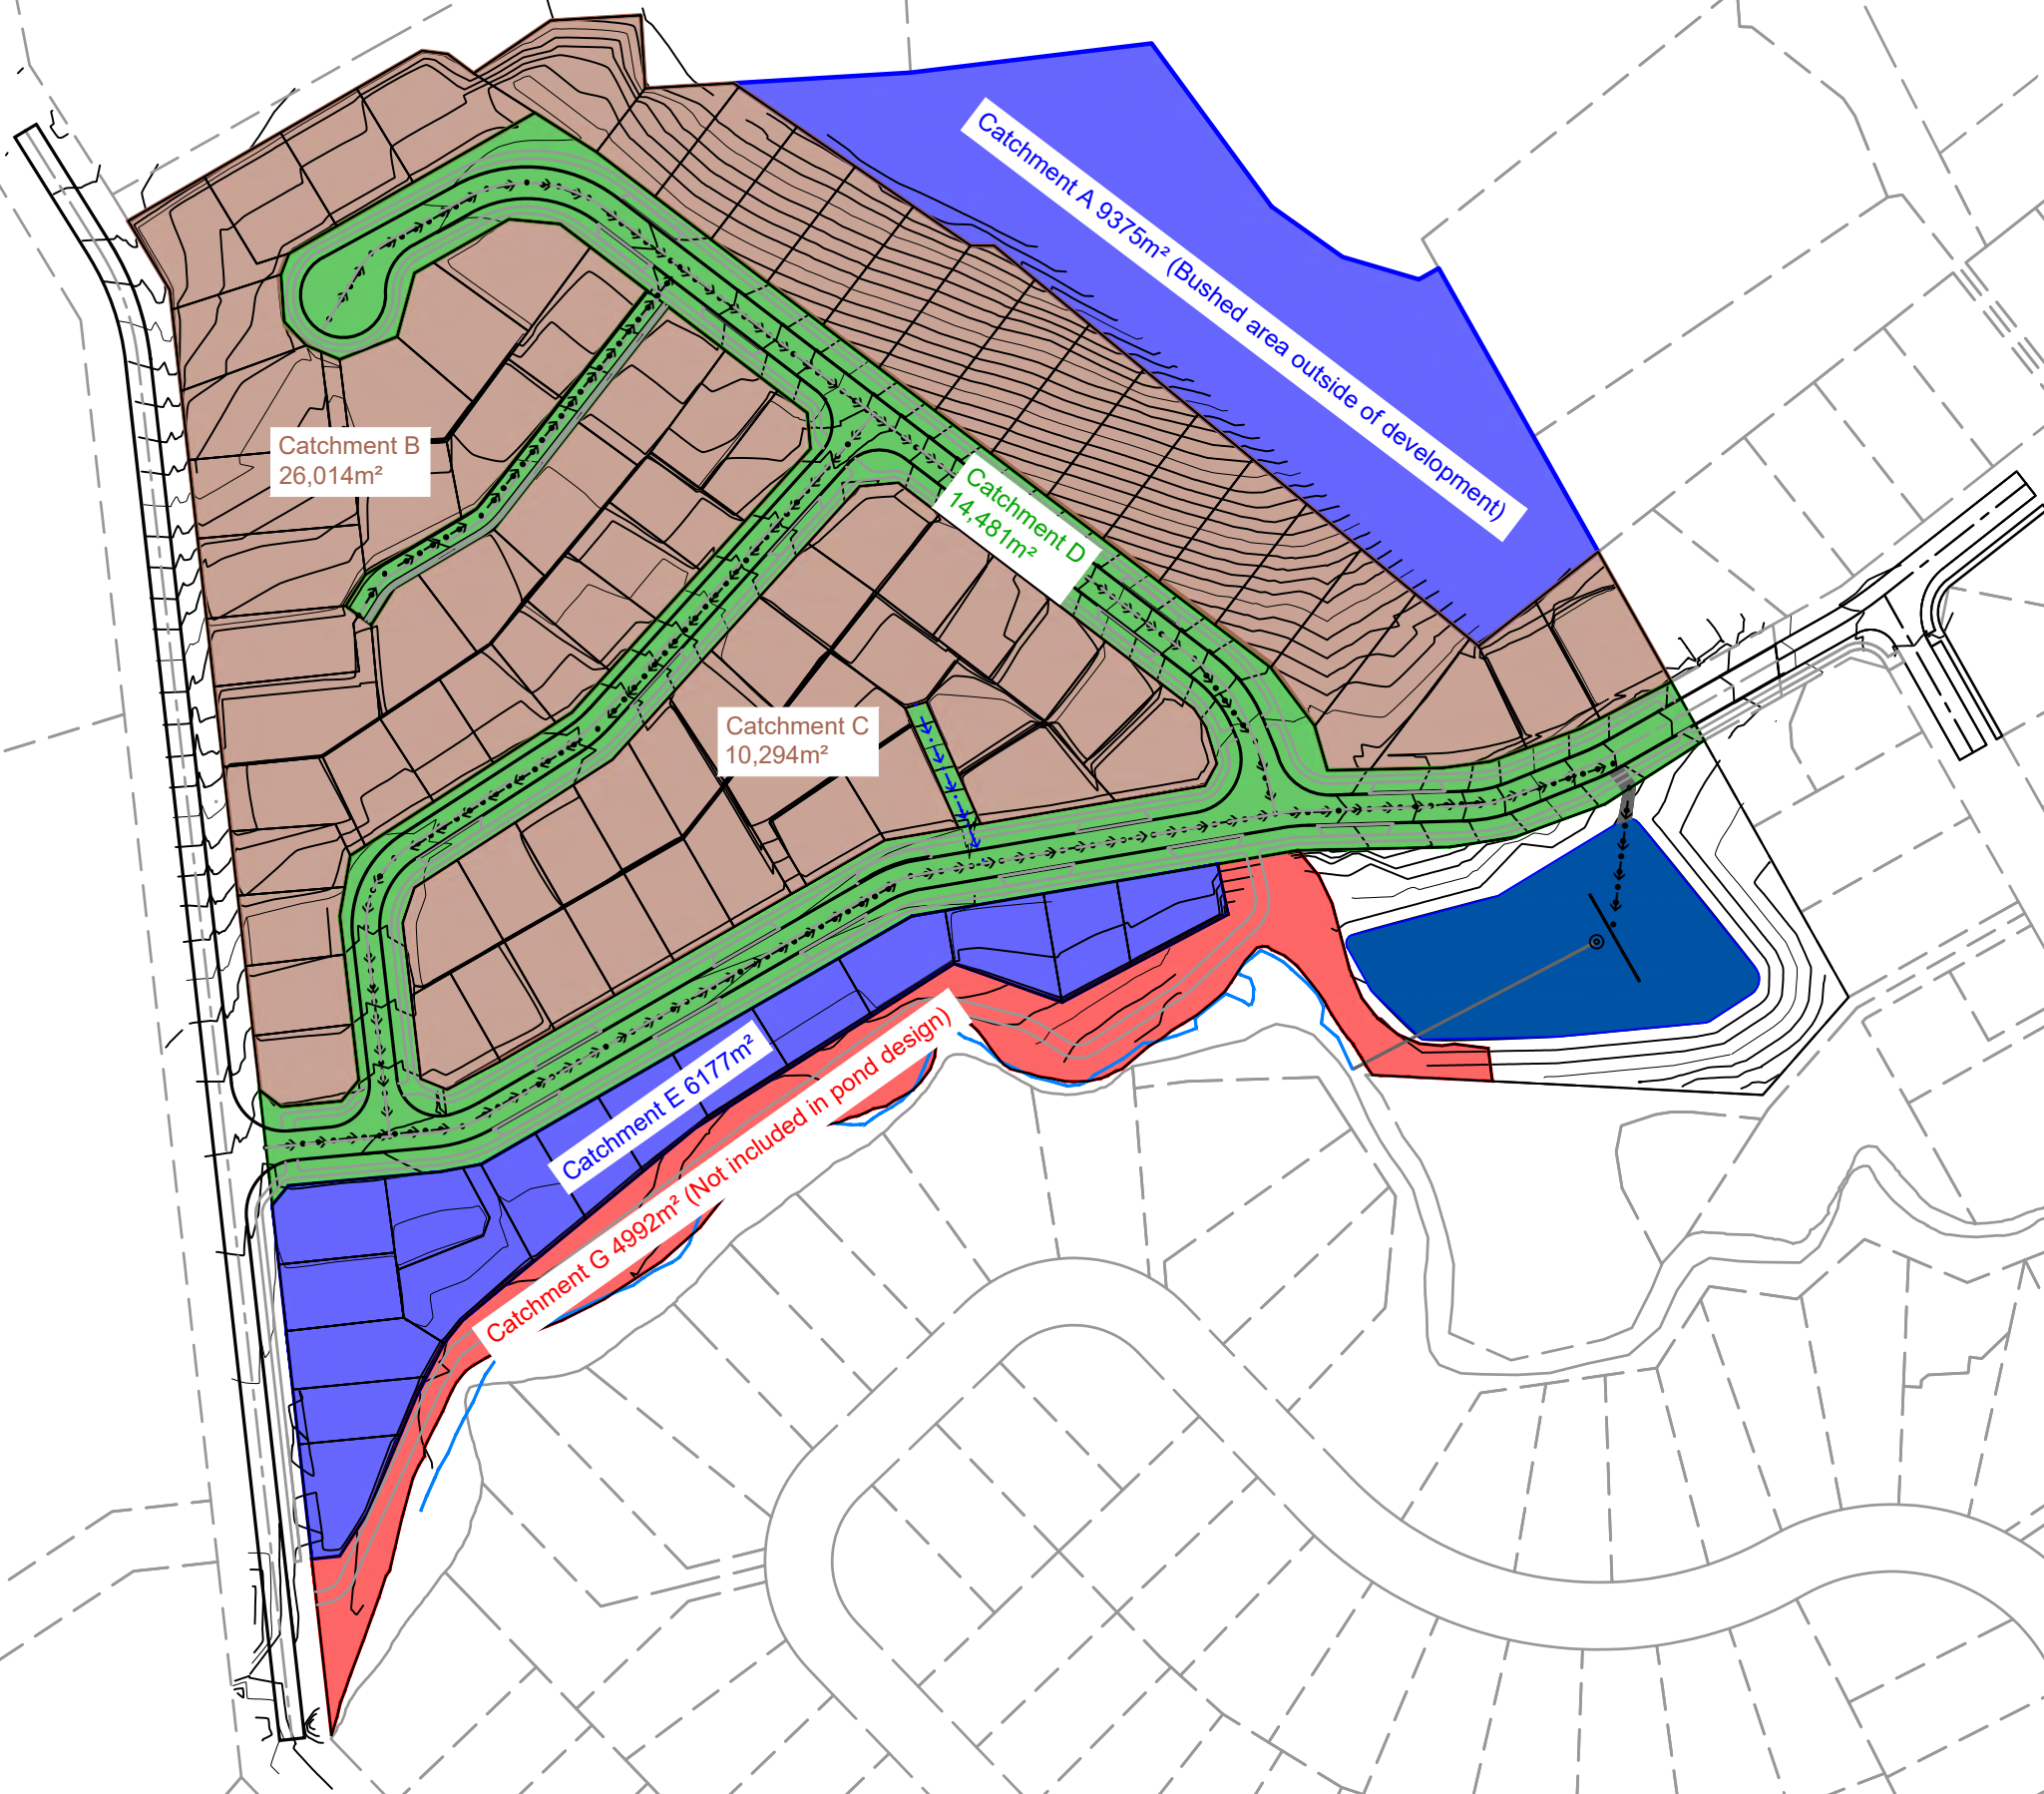 Catchment A 9375m² (Bushed area outside of development)
Catchment B
26,014m²
Catchment D
14,481m²
Catchment C
10,294m²
Catchment E 6177m²
Catchment G 4992m² (Not included in pond design)